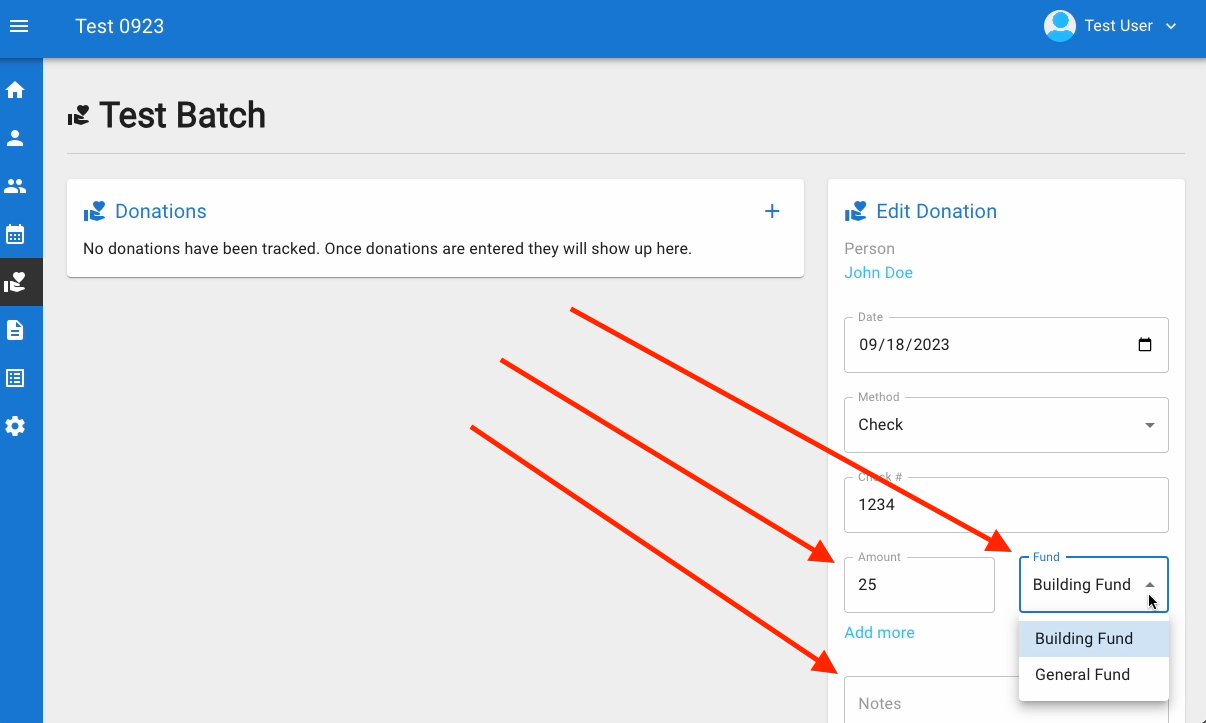 Test 0923
Test User
Test Batch
Donations
No donations have been tracked. Once donations are entered they will show up here.
Edit Donation
Person
John Doe
Date
09/18/2023
Method
Check
Check #
1234
Amount
25
Fund
Building Fund
Add more
Building Fund
General Fund
Notes